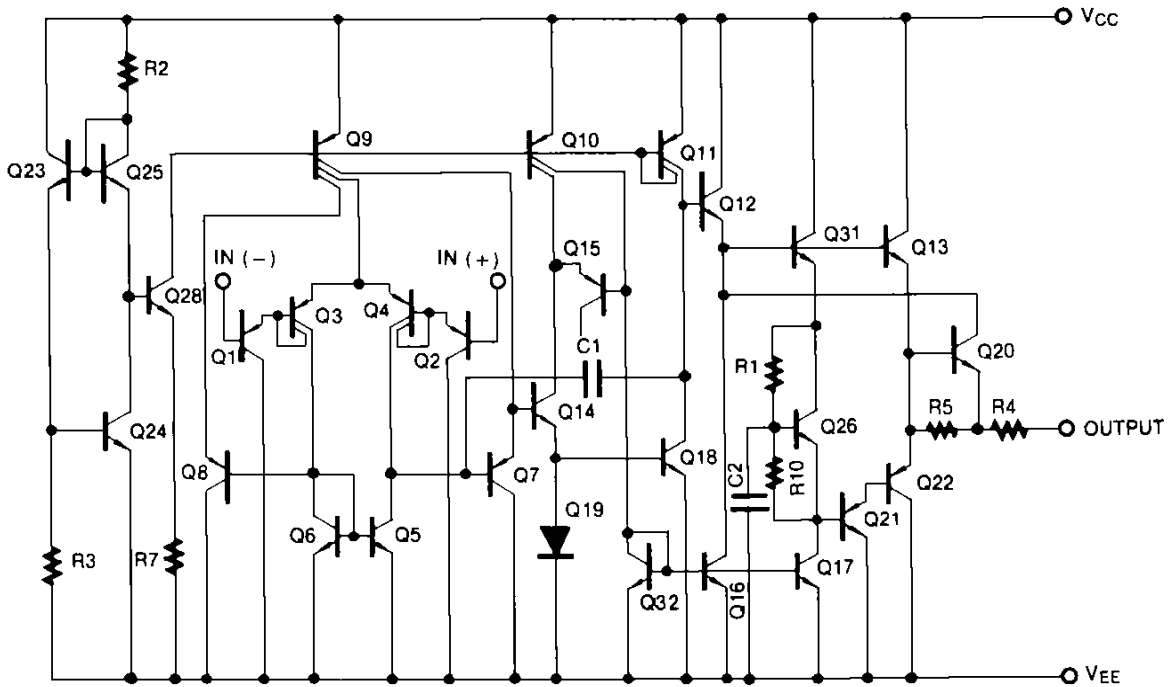 VCC
R2
Q9
Q10
Q11
Q23
Q25
Q12
Q31
Q13
IN (-)
IN (+)
Q15
Q28
Q3
Q4
Q1
Q2
C1
R1
Q20
Q14
R5
R4
OUTPUT
Q24
Q26
Q8
Q7
Q18
C2
R10
Q22
Q21
Q19
Q6
Q5
R3
R7
Q17
Q32
Q16
VEE